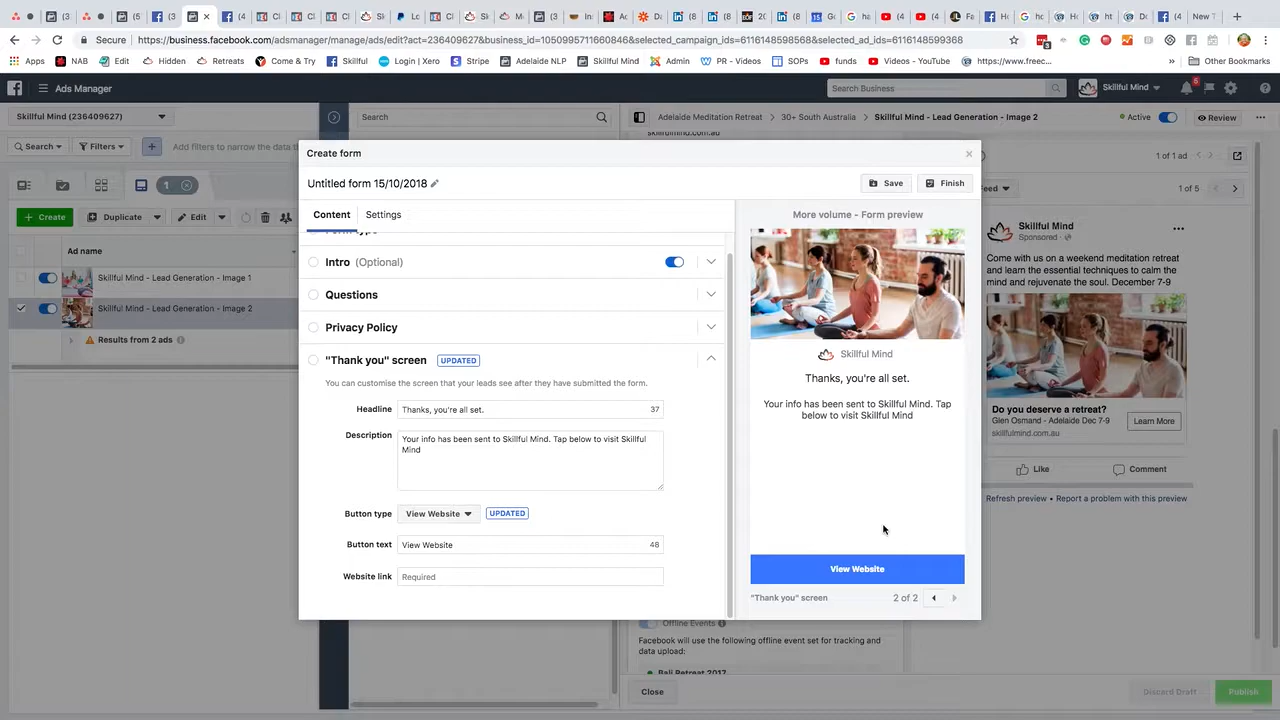 Secure
https://business.facebook.com/adsmanager/manage/ads/edit?act=236409627&business_id=1050995711660846&selected_campaign_ids=6116148598568&selected_ad_ids=6116148599368
Apps NAB Edit Hidden Retreats Come & Try Skillful Login | Xero Stripe Adelaide NLP Skillful Mind Admin PR - Videos SOPs funds Videos - YouTube https://www.freec... » Other Bookmarks
Ads Manager
Search Business
Skillful Mind
6
Skillful Mind (236409627)
Search
Adelaide Meditation Retreat > 30+ South Australia > Skillful Mind - Lead Generation - Image 2
Active
Review
skillfulmind.com.au
Search
Filters
Add filters to narrow the data th
1
1 of 1 ad
Feed
1 of 5
Create
Duplicate
Edit
Ad name
Skillful Mind - Lead Generation - Image 1
Skillful Mind - Lead Generation - Image 2
Results from 2 ads
Create form
Untitled form 15/10/2018
Save
Finish
Content
Settings
Form type
Intro (Optional)
Questions
Privacy Policy
"Thank you" screen UPDATED
You can customise the screen that your leads see after they have submitted the form.
Headline
Thanks, you're all set.
37
Description
Your info has been sent to Skillful Mind. Tap below to visit Skillful
Mind
Button type
View Website
UPDATED
Button text
View Website
48
Website link
Required
More volume - Form preview
Skillful Mind
Thanks, you're all set.
Your info has been sent to Skillful Mind. Tap
below to visit Skillful Mind
View Website
"Thank you" screen
2 of 2
Skillful Mind
Sponsored
Come with us on a weekend meditation retreat
and learn the essential techniques to calm the
mind and rejuvenate the soul. December 7-9
Do you deserve a retreat?
Glen Osmand - Adelaide Dec 7-9
skillfulmind.com.au
Learn More
Like
Comment
Refresh preview • Report a problem with this preview
Offline Events
Facebook will use the following offline event set for tracking and
data upload:
Bali Retreat 2017
Close
Discard Draft
Publish